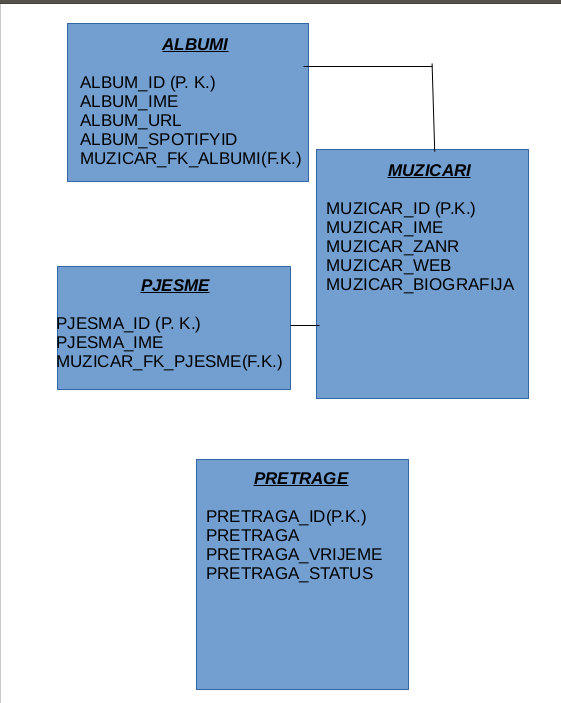 ALBUMI
ALBUM_ID (P. K.)
ALBUM_IME
ALBUM_URL
ALBUM_SPOTIFYID
MUZICAR_FK_ALBUMI(F.K.)
MUZICARI
MUZICAR_ID (P.K.)
MUZICAR_IME
MUZICAR_ZANR
MUZICAR_WEB
MUZICAR_BIOGRAFIJA
PJESME
PJESMA_ID (P. K.)
PJESMA_IME
MUZICAR_FK_PJESME(F.K.)
PRETRAGE
PRETRAGA_ID(P.K.)
PRETRAGA
PRETRAGA_VRIJEME
PRETRAGA_STATUS